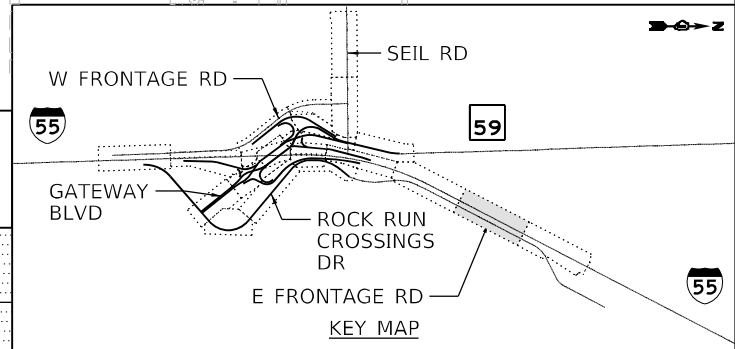 N
SEIL RD
W FRONTAGE RD
55
59
GATEWAY
BLVD
ROCK RUN
CROSSINGS
DR
E FRONTAGE RD
55
KEY MAP